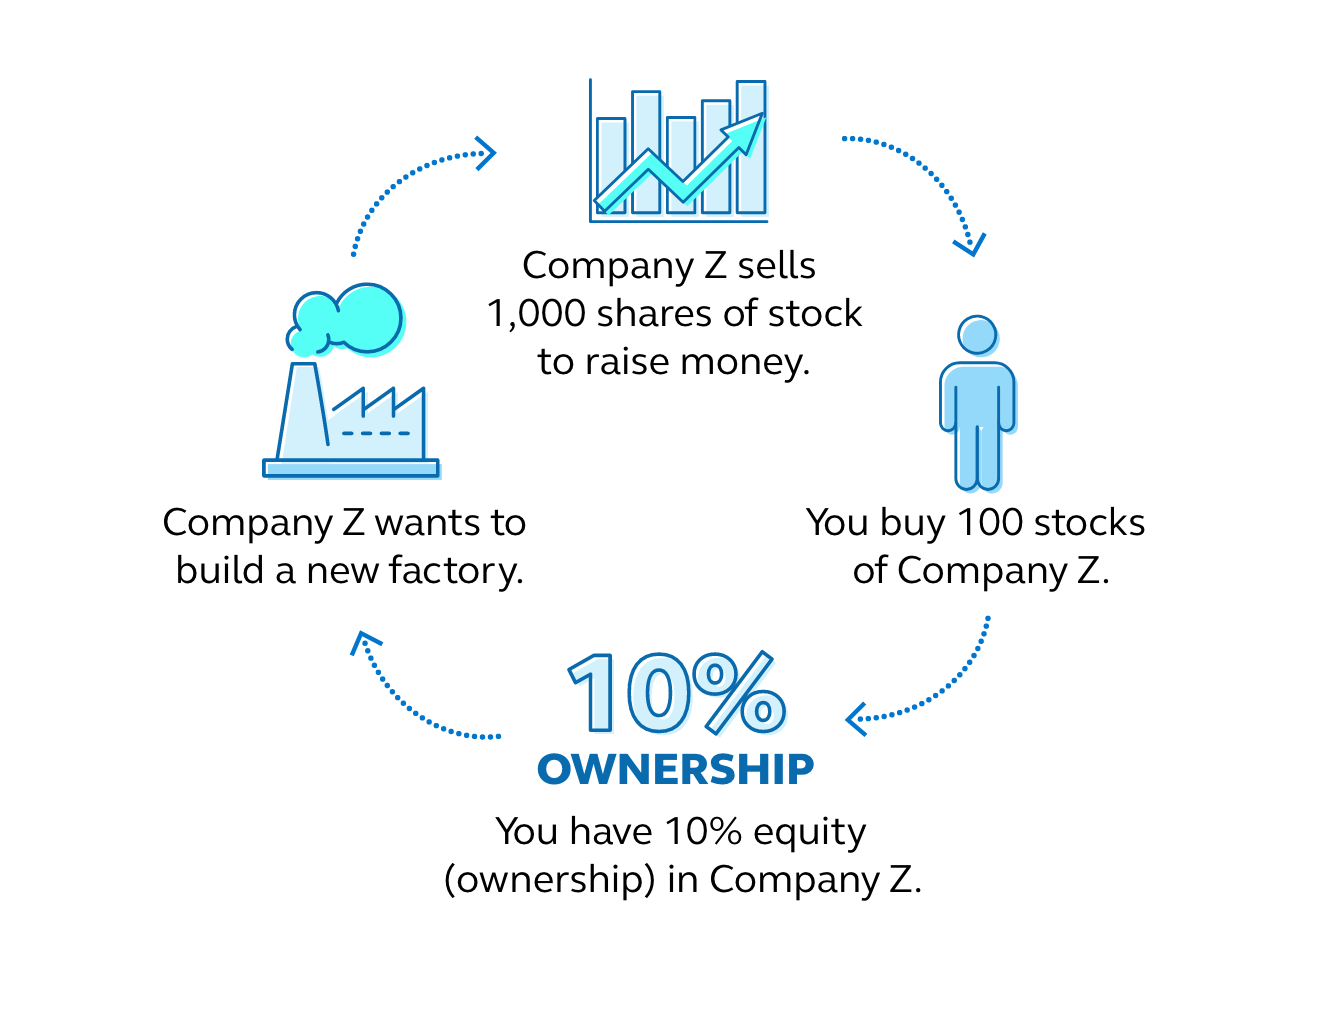 Company Z sells
1,000 shares of stock
to raise money.
Company Z wants to
build a new factory.
You buy 100 stocks
of Company Z.
10%
OWNERSHIP
You have 10% equity
(ownership) in Company Z.